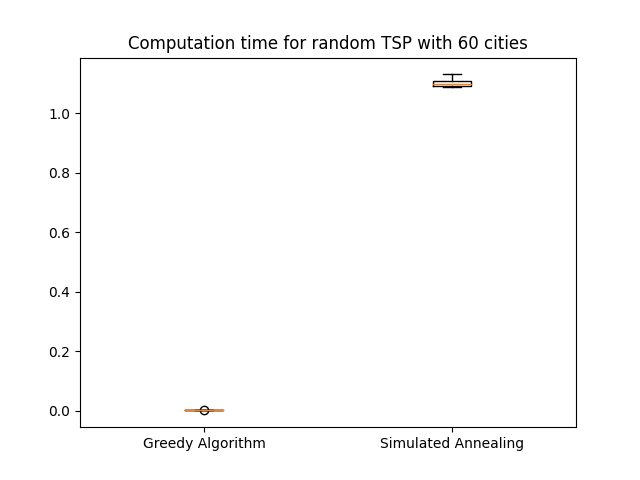 Computation time for random TSP with 60 cities
1.0
0.8
0.6
0.4
0.2
0.0
Greedy Algorithm
Simulated Annealing